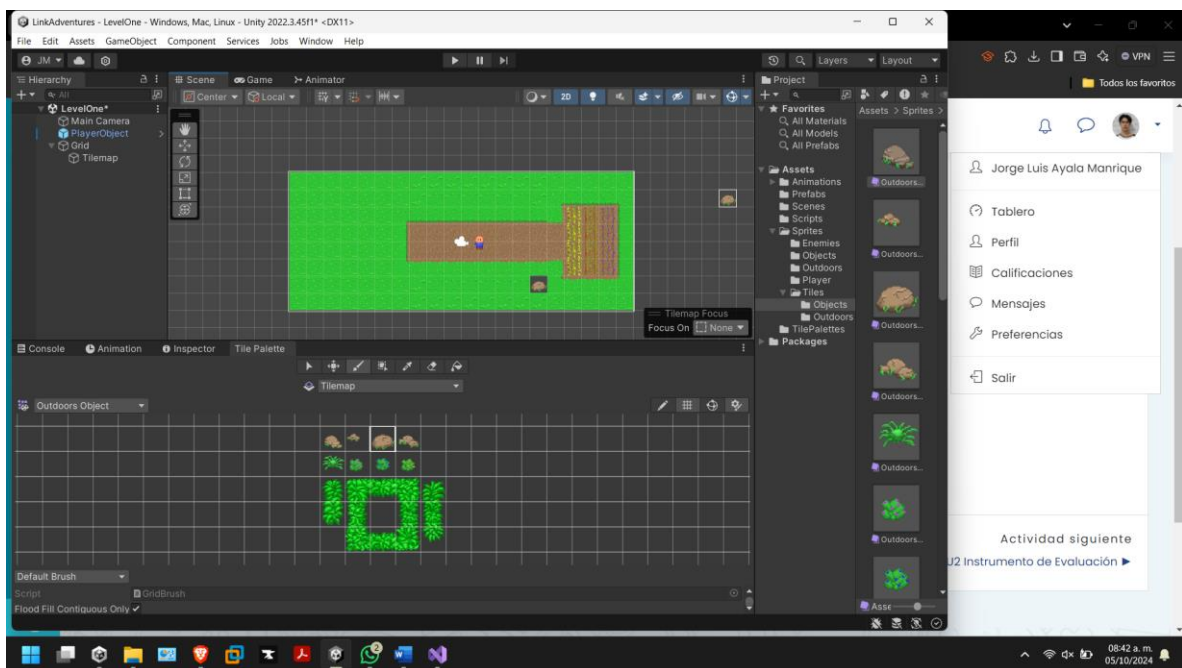 LinkAdventures - LevelOne - Windows, Mac, Linux - Unity 2022.3.45f1* <DX11>
File Edit Assets GameObject Component Services Jobs Window Help
JM
Layers
Layout
Hierarchy
All
LevelOne*
Main Camera
PlayerObject
Grid
Tilemap
Scene
Game
Animator
Center
Local
2D
Tilemap Focus
Focus On
None
Project
Favorites
All Materials
All Models
All Prefabs
Assets
Animations
Prefabs
Scenes
Scripts
Sprites
Enemies
Objects
Outdoors
Player
Tiles
Objects
Outdoors
TilePalettes
Packages
Assets > Sprites >
Outdoors...
Outdoors...
Outdoors...
Outdoors...
Outdoors...
Outdoors...
Asse
Console
Animation
Inspector
Tile Palette
Tilemap
Outdoors Object
Default Brush
Script
GridBrush
Flood Fill Contiguous Only
VPN
Todos los favoritos
Jorge Luis Ayala Manrique
Tablero
Perfil
Calificaciones
Mensajes
Preferencias
Salir
Actividad siguiente
U2 Instrumento de Evaluación ►
2
08:42 a. m.
05/10/2024